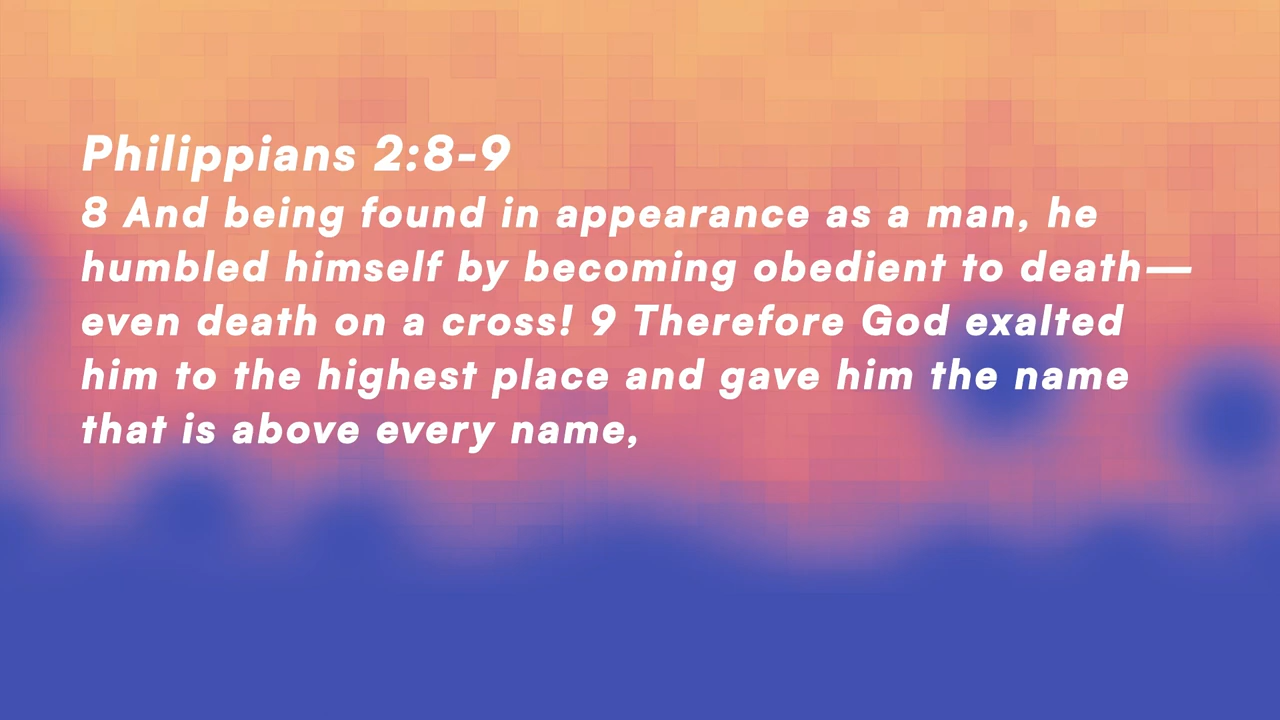 Philippians 2:8-9
8 And being found in appearance as a man, he
humbled himself by becoming obedient to death—
even death on a cross! 9 Therefore God exalted
him to the highest place and gave him the name
that is above every name,